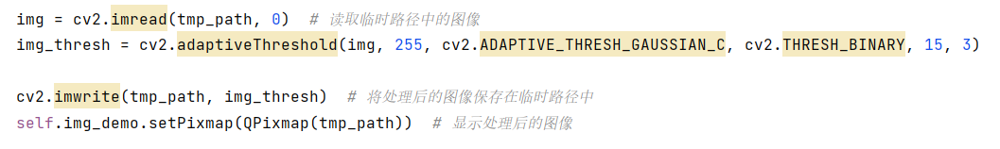 img = cv2.imread(tmp_path, 0)  # 读取临时路径中的图像
img_thresh = cv2.adaptiveThreshold(img, 255, cv2.ADAPTIVE_THRESH_GAUSSIAN_C, cv2.THRESH_BINARY, 15, 3)
cv2.imwrite(tmp_path, img_thresh)  # 将处理后的图像保存在临时路径中
self.img_demo.setPixmap(QPixmap(tmp_path))  # 显示处理后的图像